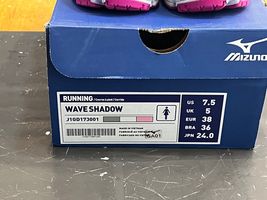 MIZUNO
RUNNING
WAVE SHADOW
J1GD173001
MADE IN VIETNAM
US 7.5
UK 5
EUR 38
BRA 36
JPN 24.0